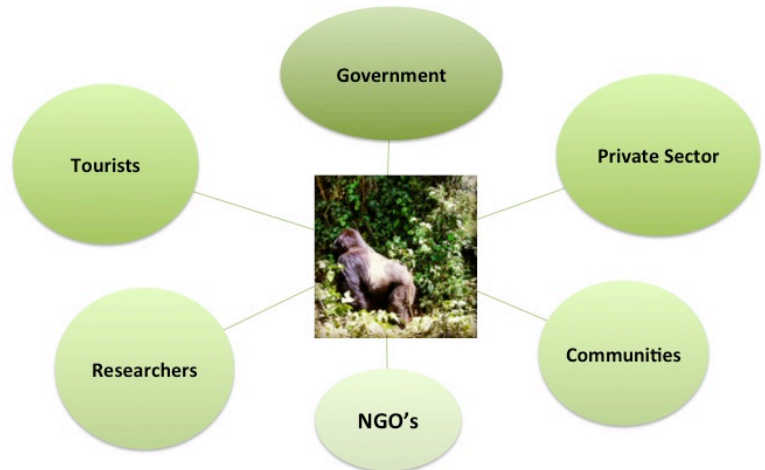 Government
Tourists
Private Sector
Researchers
Communities
NGO's